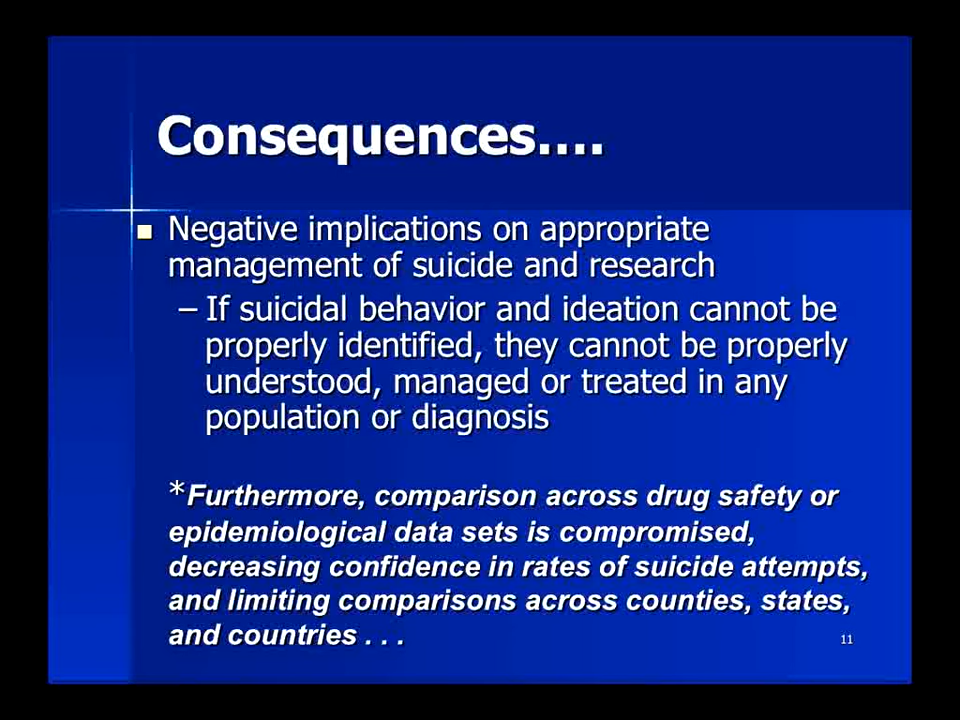 Consequences....
Negative implications on appropriate
management of suicide and research
– If suicidal behavior and ideation cannot be
properly identified, they cannot be properly
understood, managed or treated in any
population or diagnosis
*Furthermore, comparison across drug safety or
epidemiological data sets is compromised,
decreasing confidence in rates of suicide attempts,
and limiting comparisons across counties, states,
and countries . . .
11